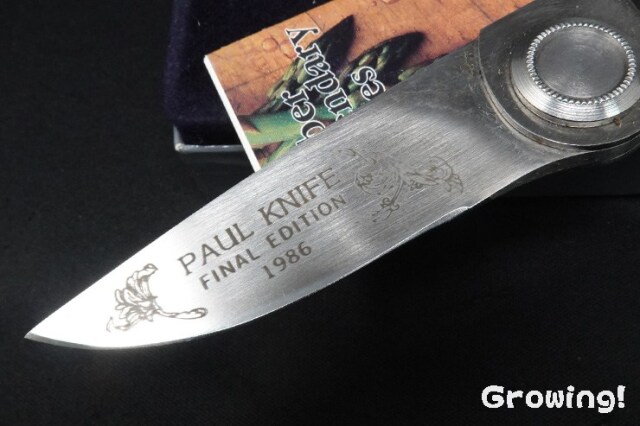 PAUL KNIFE
FINAL EDITION
1986
Growing!